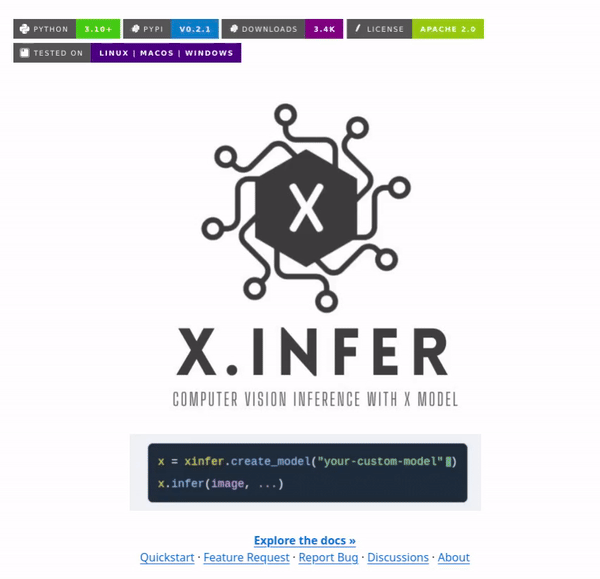 PYTHON 3.10+ PYPI V0.2.1 DOWNLOADS 3.4K LICENSE APACHE 2.0
TESTED ON LINUX | MACOS | WINDOWS
X
X.INFER
COMPUTER VISION INFERENCE WITH X MODEL
x = xinfer.create_model("your-custom-model")
x.infer(image, ...)
Explore the docs »
Quickstart · Feature Request · Report Bug · Discussions · About